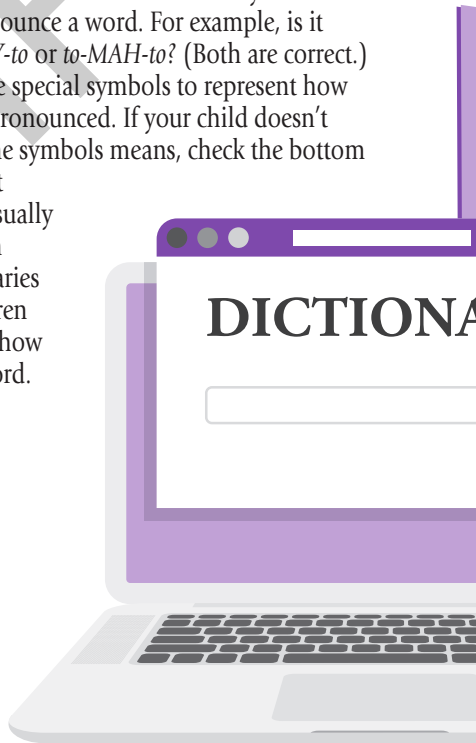 ounce a word. For example, is it
Y-to or to-MAH-to? (Both are correct.)
e special symbols to represent how
ronounced. If your child doesn’t
e symbols means, check the bottom
t
sually
n
aries
ren
how
ord.
DICTIONA